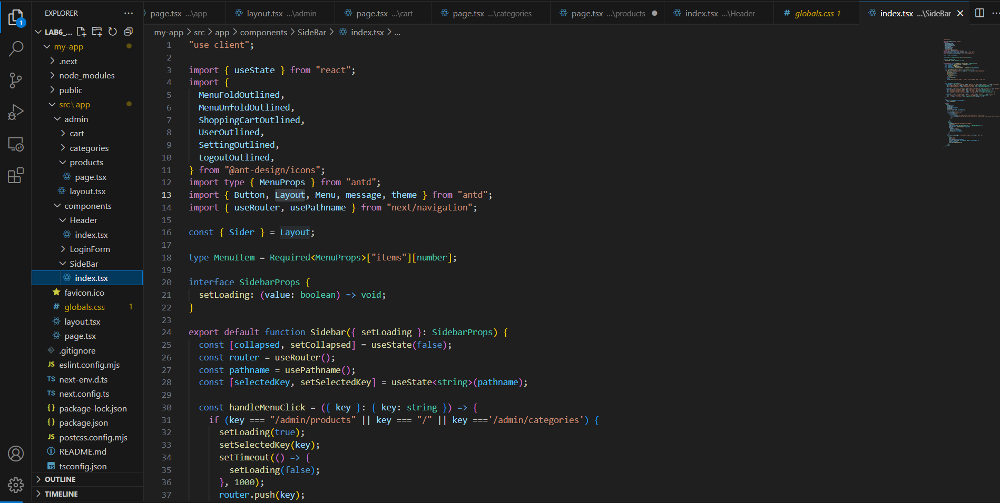 EXPLORER
LAB6_...
my-app
.next
node_modules
public
src\app
admin
cart
categories
products
page.tsx
layout.tsx
components
Header
index.tsx
LoginForm
SideBar
index.tsx
favicon.ico
globals.css 1
layout.tsx
page.tsx
.gitignore
eslint.config.mjs
next-env.d.ts
next.config.ts
package-lock.json
package.json
postcss.config.mjs
README.md
tsconfig.json
OUTLINE
TIMELINE
1
page.tsx ...\app
layout.tsx ...\admin
page.tsx ...\cart
page.tsx ...\categories
page.tsx ...\products
index.tsx ...\Header
globals.css 1
index.tsx ...\SideBar
my-app > src > app > components > SideBar > index.tsx > ...
1 "use client";
2
3 import { useState } from "react";
4 import {
5 MenuFoldOutlined,
6 MenuUnfoldOutlined,
7 ShoppingCartOutlined,
8 UserOutlined,
9 SettingOutlined,
10 LogoutOutlined,
11 } from "@ant-design/icons";
12 import type { MenuProps } from "antd";
13 import { Button, Layout, Menu, message, theme } from "antd";
14 import { useRouter, usePathname } from "next/navigation";
15
16 const { Sider } = Layout;
17
18 type MenuItem = Required<MenuProps>["items"][number];
19
20 interface SidebarProps {
21 setLoading: (value: boolean) => void;
22 }
23
24 export default function Sidebar({ setLoading }: SidebarProps) {
25 const [collapsed, setCollapsed] = useState(false);
26 const router = useRouter();
27 const pathname = usePathname();
28 const [selectedKey, setSelectedKey] = useState<string>(pathname);
29
30 const handleMenuClick = ({ key }: { key: string }) => {
31 if (key === "/admin/products" || key === "/" || key ==='/admin/categories') {
32 setLoading(true);
33 setSelectedKey(key);
34 setTimeout(() => {
35 setLoading(false);
36 }, 1000);
37 router.push(key);